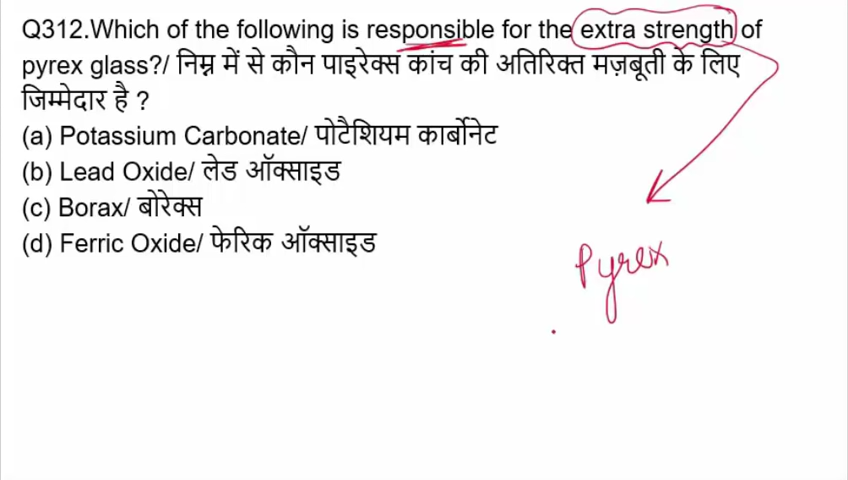 Q312.Which of the following is responsible for the extra strength of
pyrex glass?/ निम्न में से कौन पाइरेक्स कांच की अतिरिक्त मज़बूती के लिए
जिम्मेदार है ?
(a) Potassium Carbonate/ पोटैशियम कार्बोनेट
(b) Lead Oxide/ लेड ऑक्साइड
(c) Borax/ बोरेक्स
(d) Ferric Oxide/ फेरिक ऑक्साइड
Pyrex